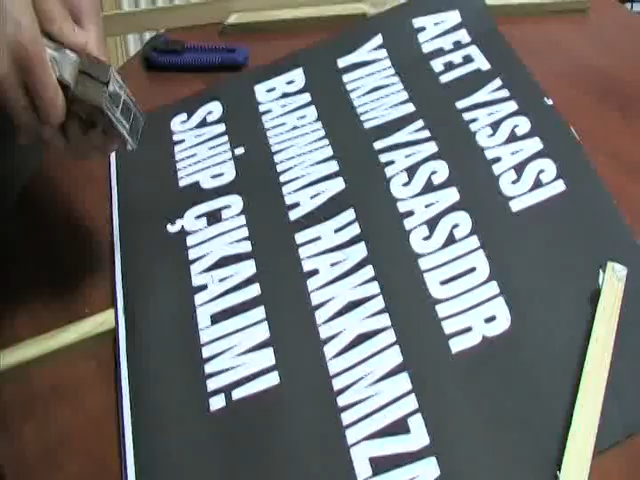 AFET YASASI
YIKIM YASASIDIR
BARINMA HAKKIMIZA
SAHİP ÇIKALIM!